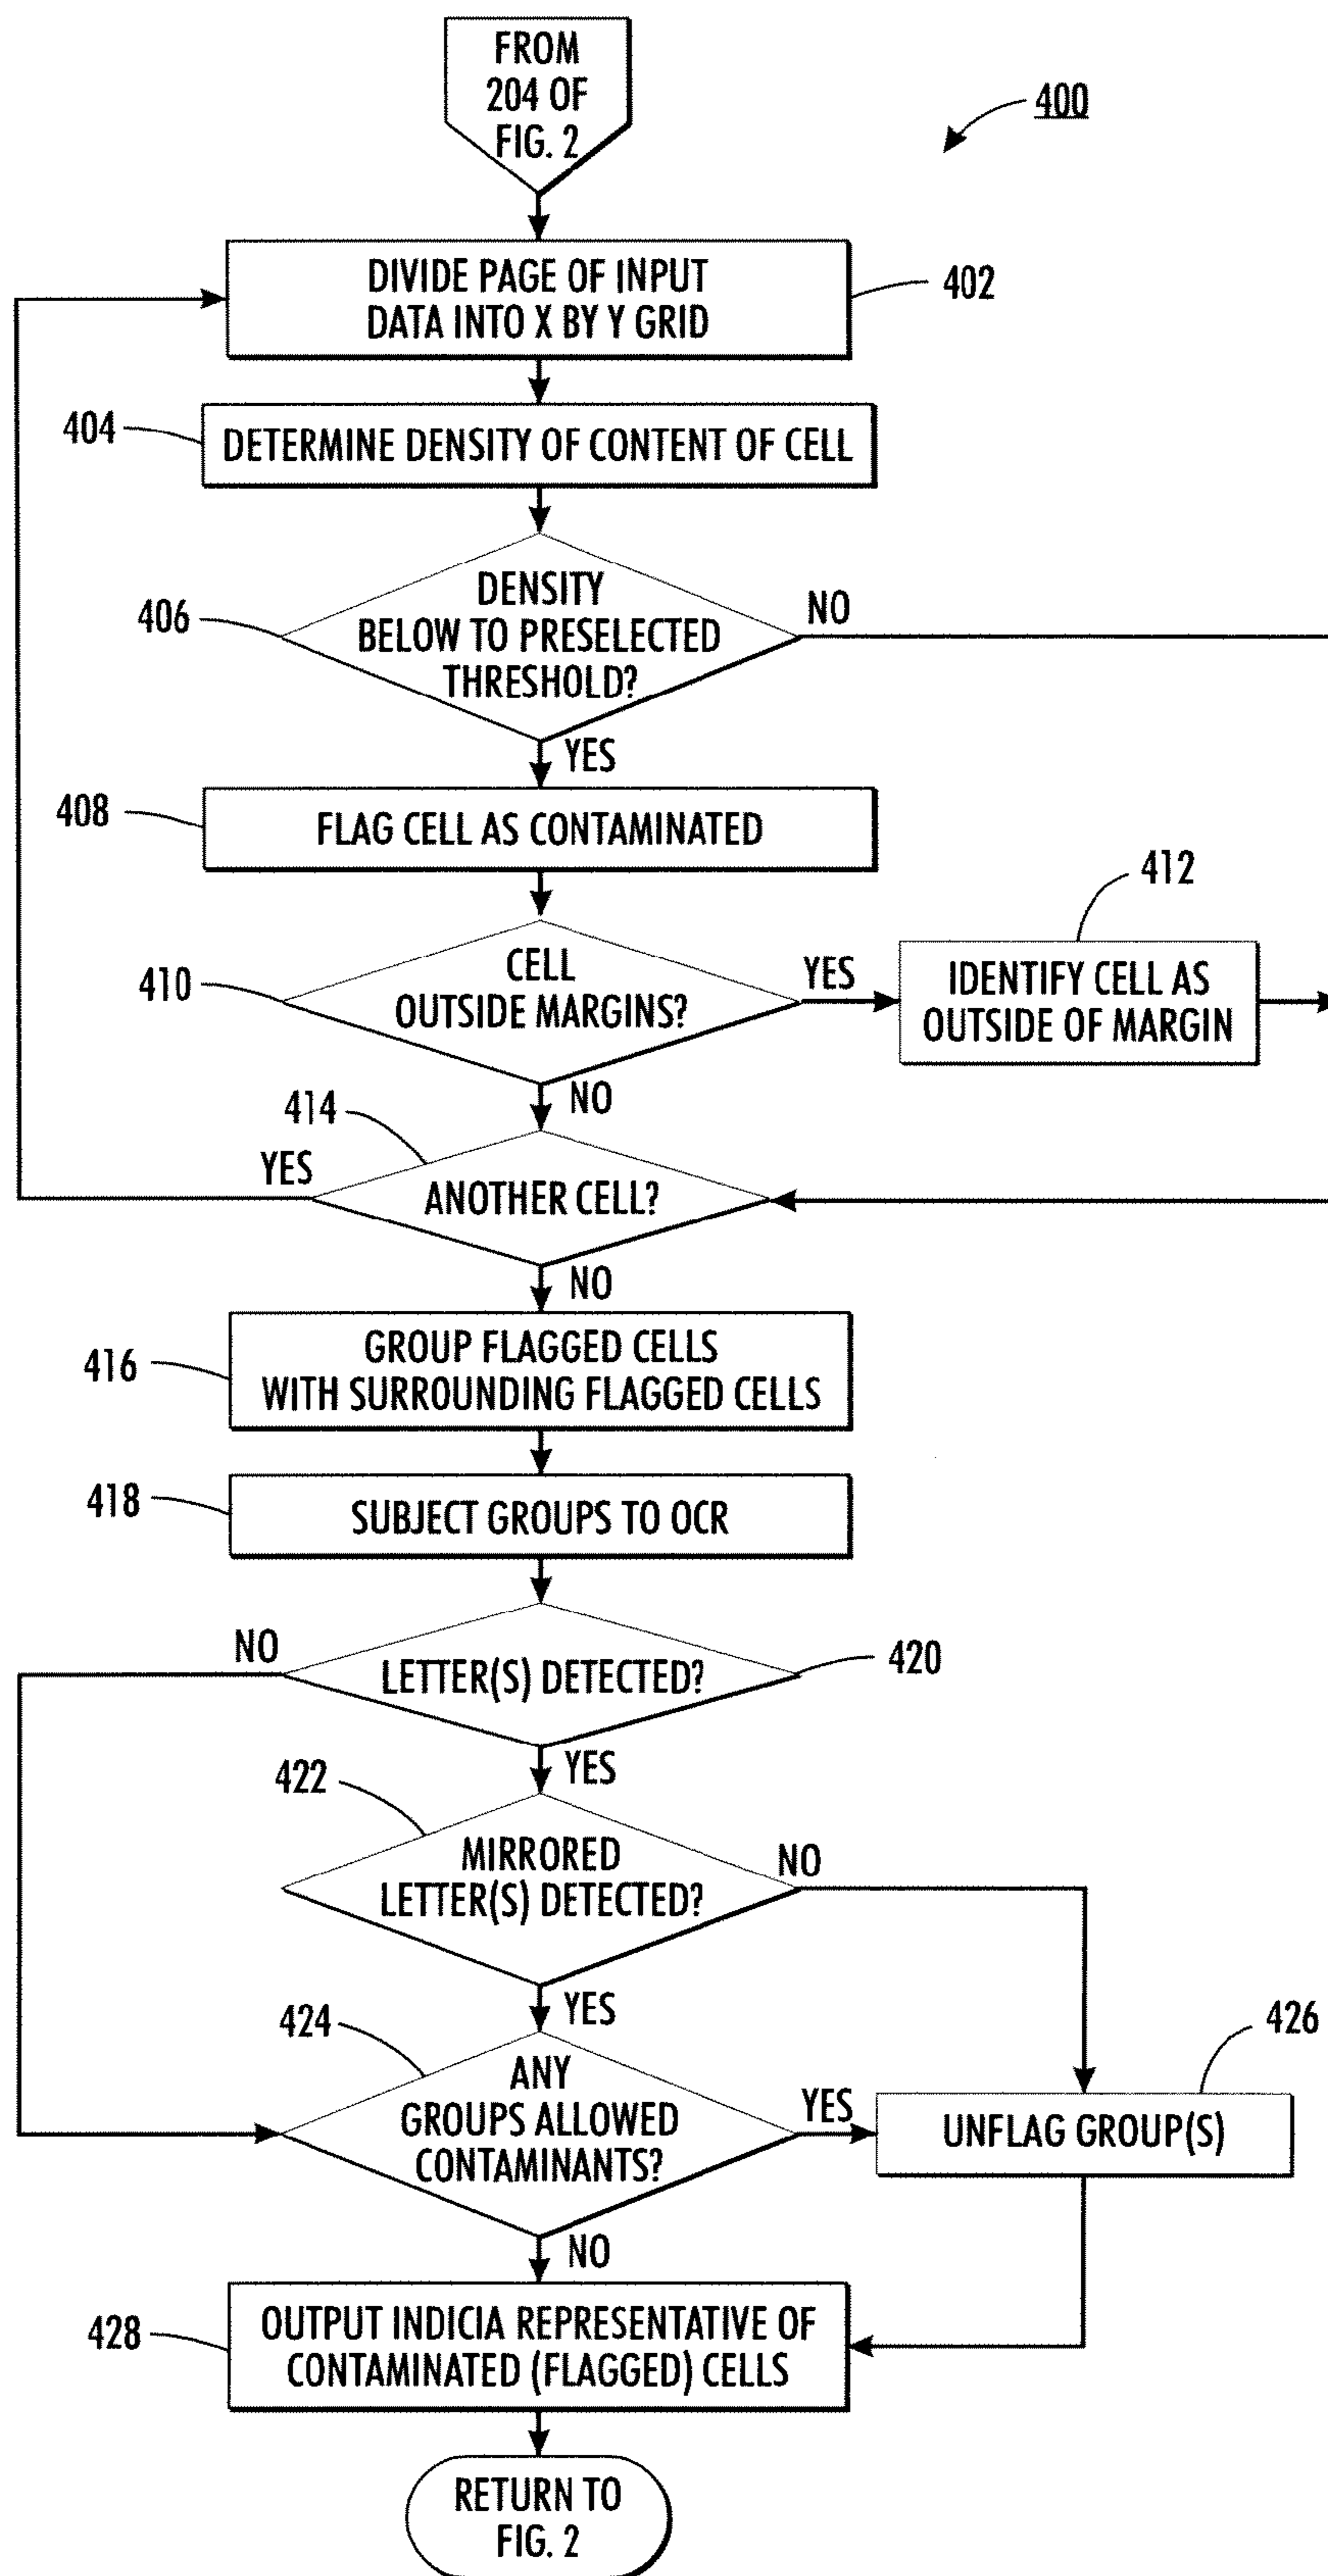 FROM
204 OF
FIG. 2
400
DIVIDE PAGE OF INPUT
DATA INTO X BY Y GRID
402
404
DETERMINE DENSITY OF CONTENT OF CELL
406
DENSITY
BELOW TO PRESELECTED
THRESHOLD?
NO
YES
408
FLAG CELL AS CONTAMINATED
410
CELL
OUTSIDE MARGINS?
YES
412
IDENTIFY CELL AS
OUTSIDE OF MARGIN
NO
414
YES
ANOTHER CELL?
NO
416
GROUP FLAGGED CELLS
WITH SURROUNDING FLAGGED CELLS
418
SUBJECT GROUPS TO OCR
NO
LETTER(S) DETECTED?
420
YES
422
MIRRORED
LETTER(S) DETECTED?
NO
YES
424
ANY
GROUPS ALLOWED
CONTAMINANTS?
YES
426
UNFLAG GROUP(S)
NO
428
OUTPUT INDICIA REPRESENTATIVE OF
CONTAMINATED (FLAGGED) CELLS
RETURN TO
FIG. 2